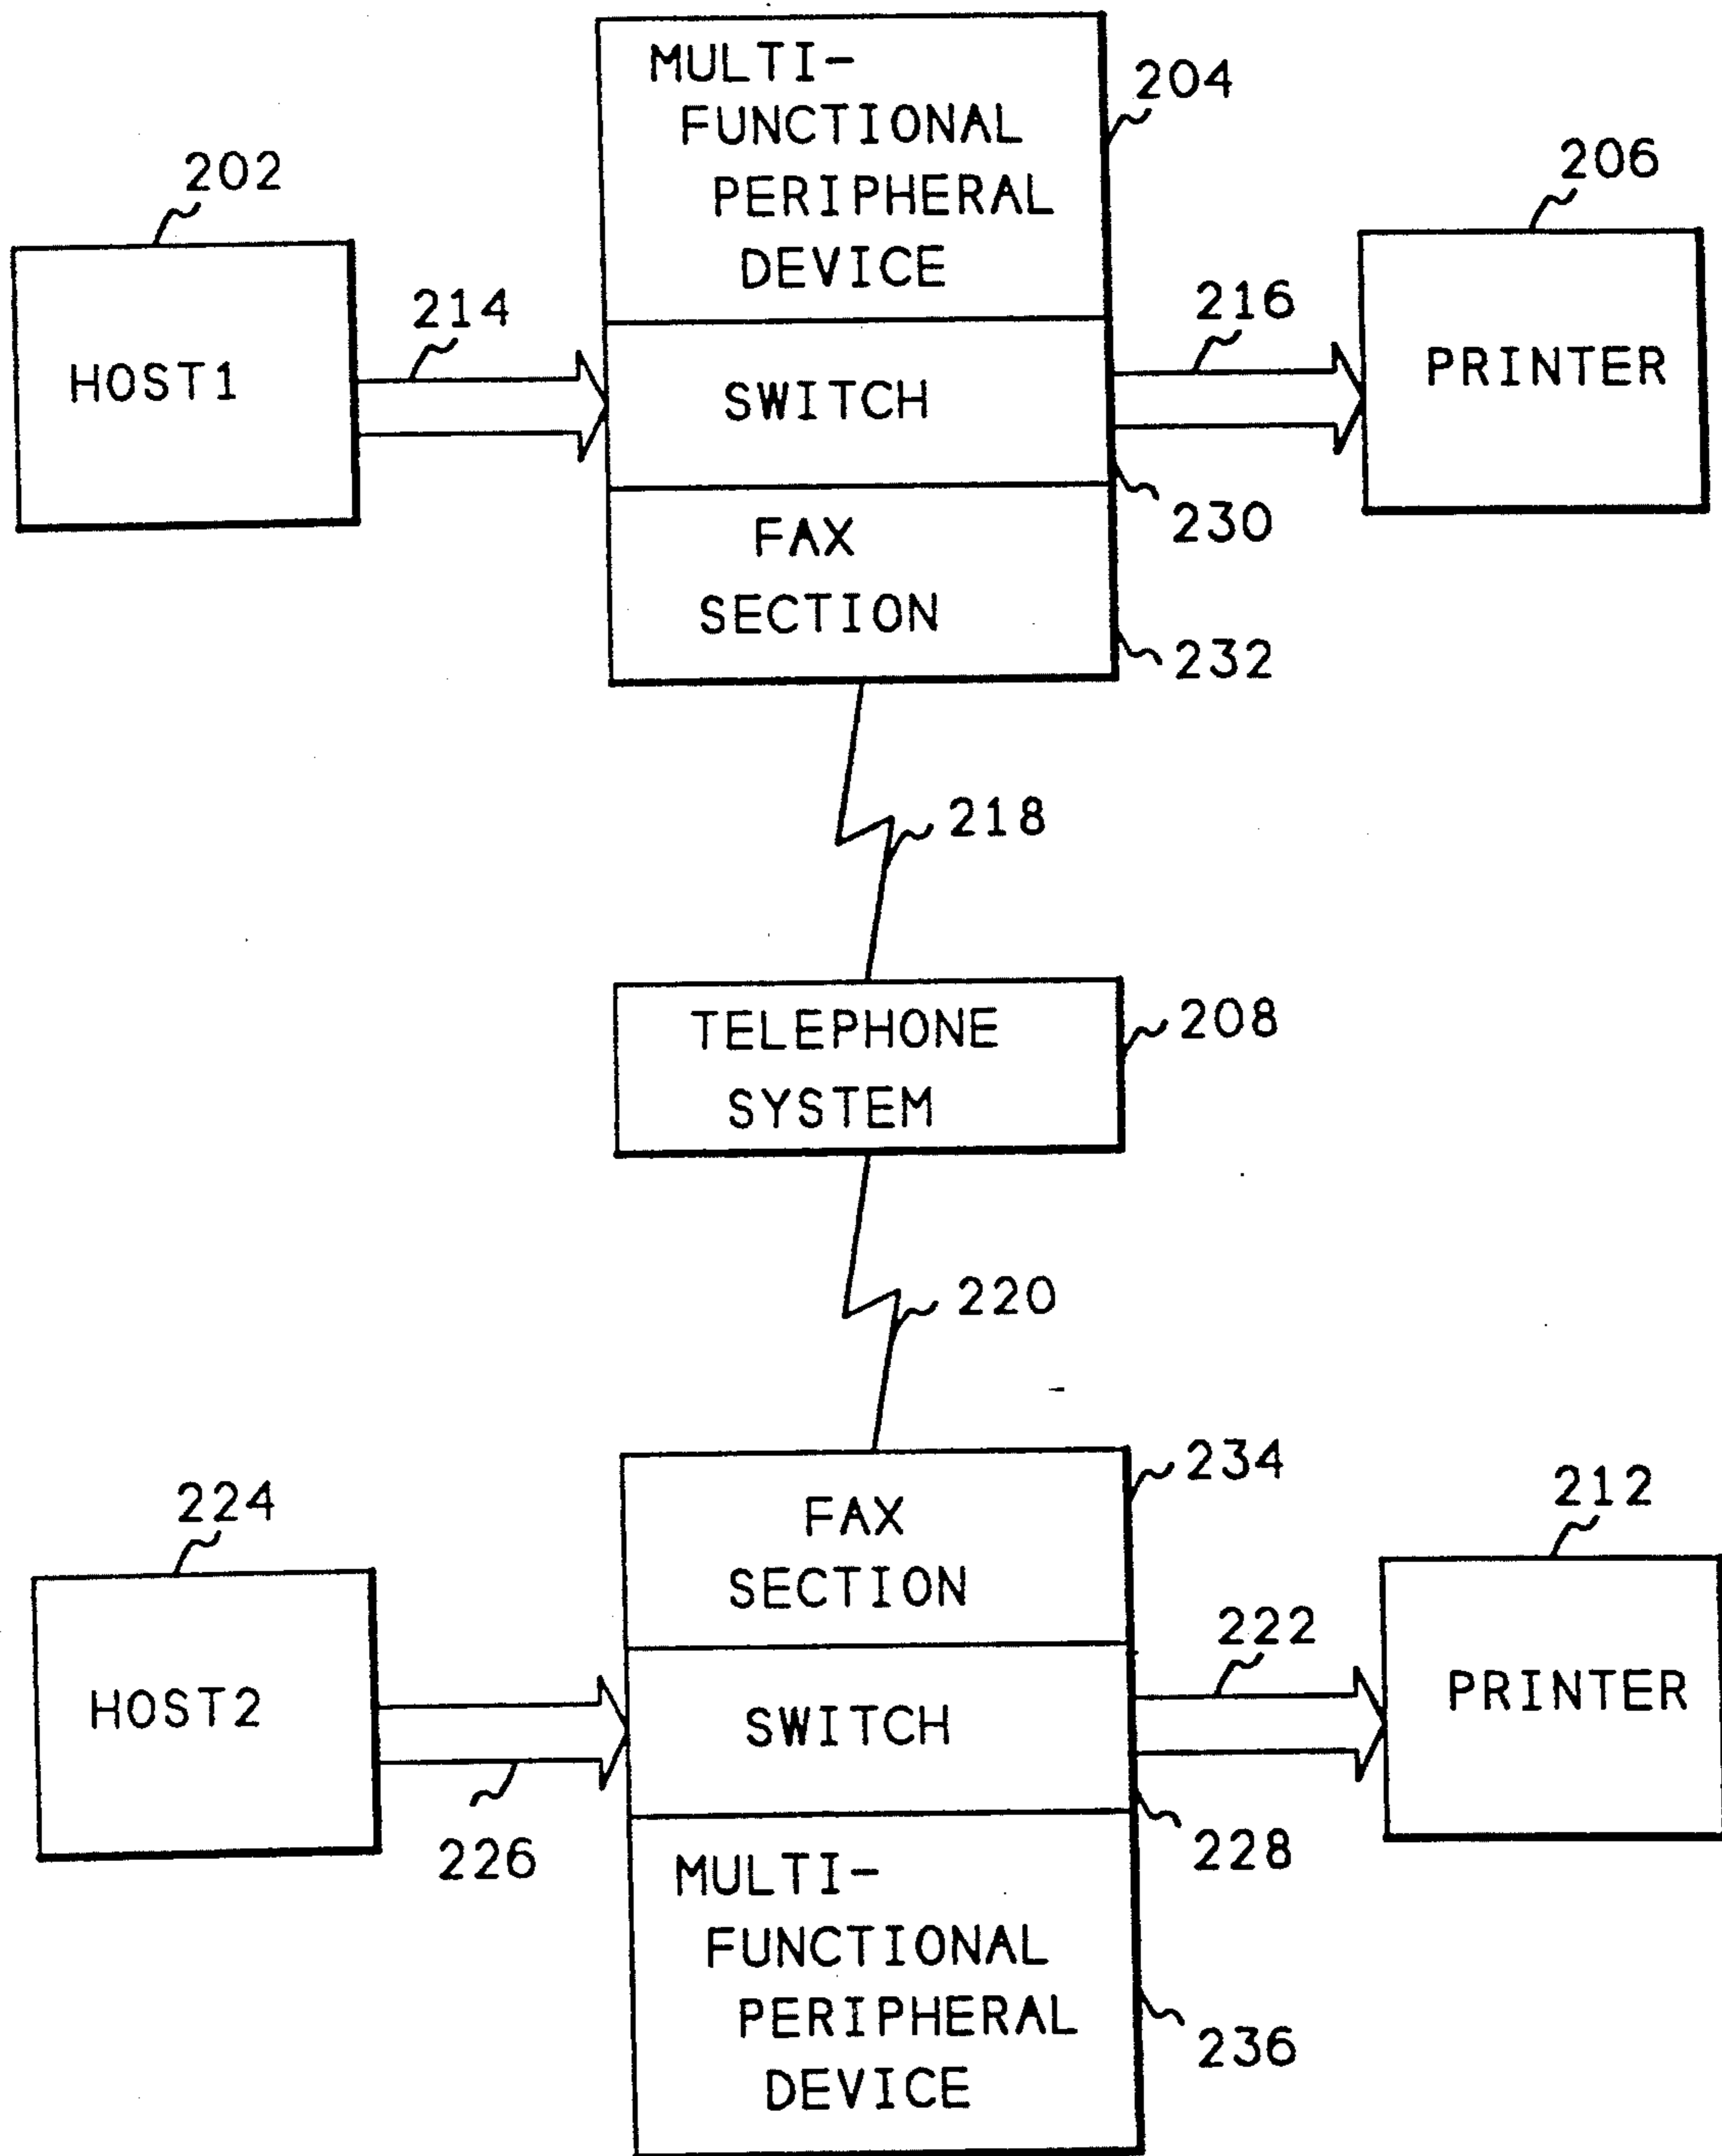 MULTI-
FUNCTIONAL
PERIPHERAL
DEVICE
204
202
206
HOST1
214
SWITCH
216
PRINTER
230
FAX
SECTION
232
218
TELEPHONE
SYSTEM
208
220
234
FAX
SECTION
224
212
HOST2
226
SWITCH
222
PRINTER
228
MULTI-
FUNCTIONAL
PERIPHERAL
DEVICE
236